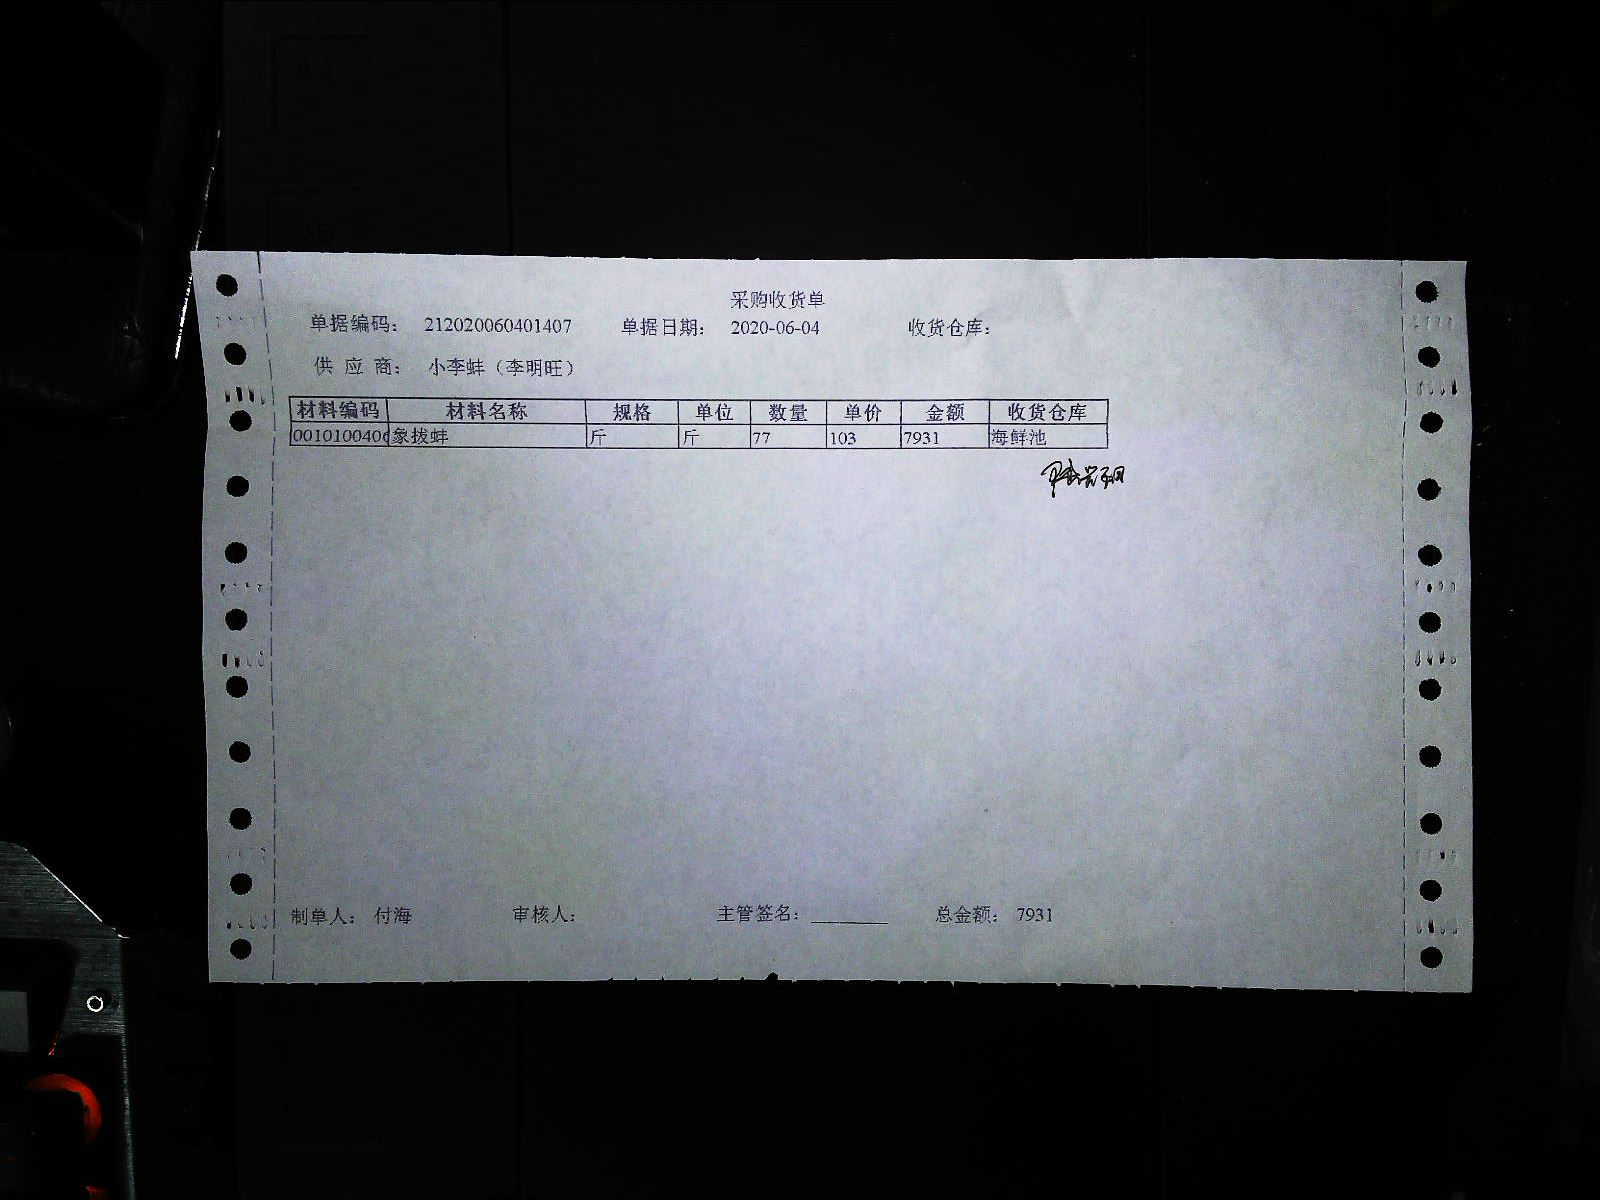 采购收货单
单据编码： 212020060401407 单据日期： 2020-06-04 收货仓库：
供 应 商： 小李蚌（李明旺）
材料编码 材料名称 规格 单位 数量 单价 金额 收货仓库
001010040 象拔蚌 斤 斤 77 103 7931 海鲜池
制单人： 付海 审核人： 主管签名： 总金额： 7931